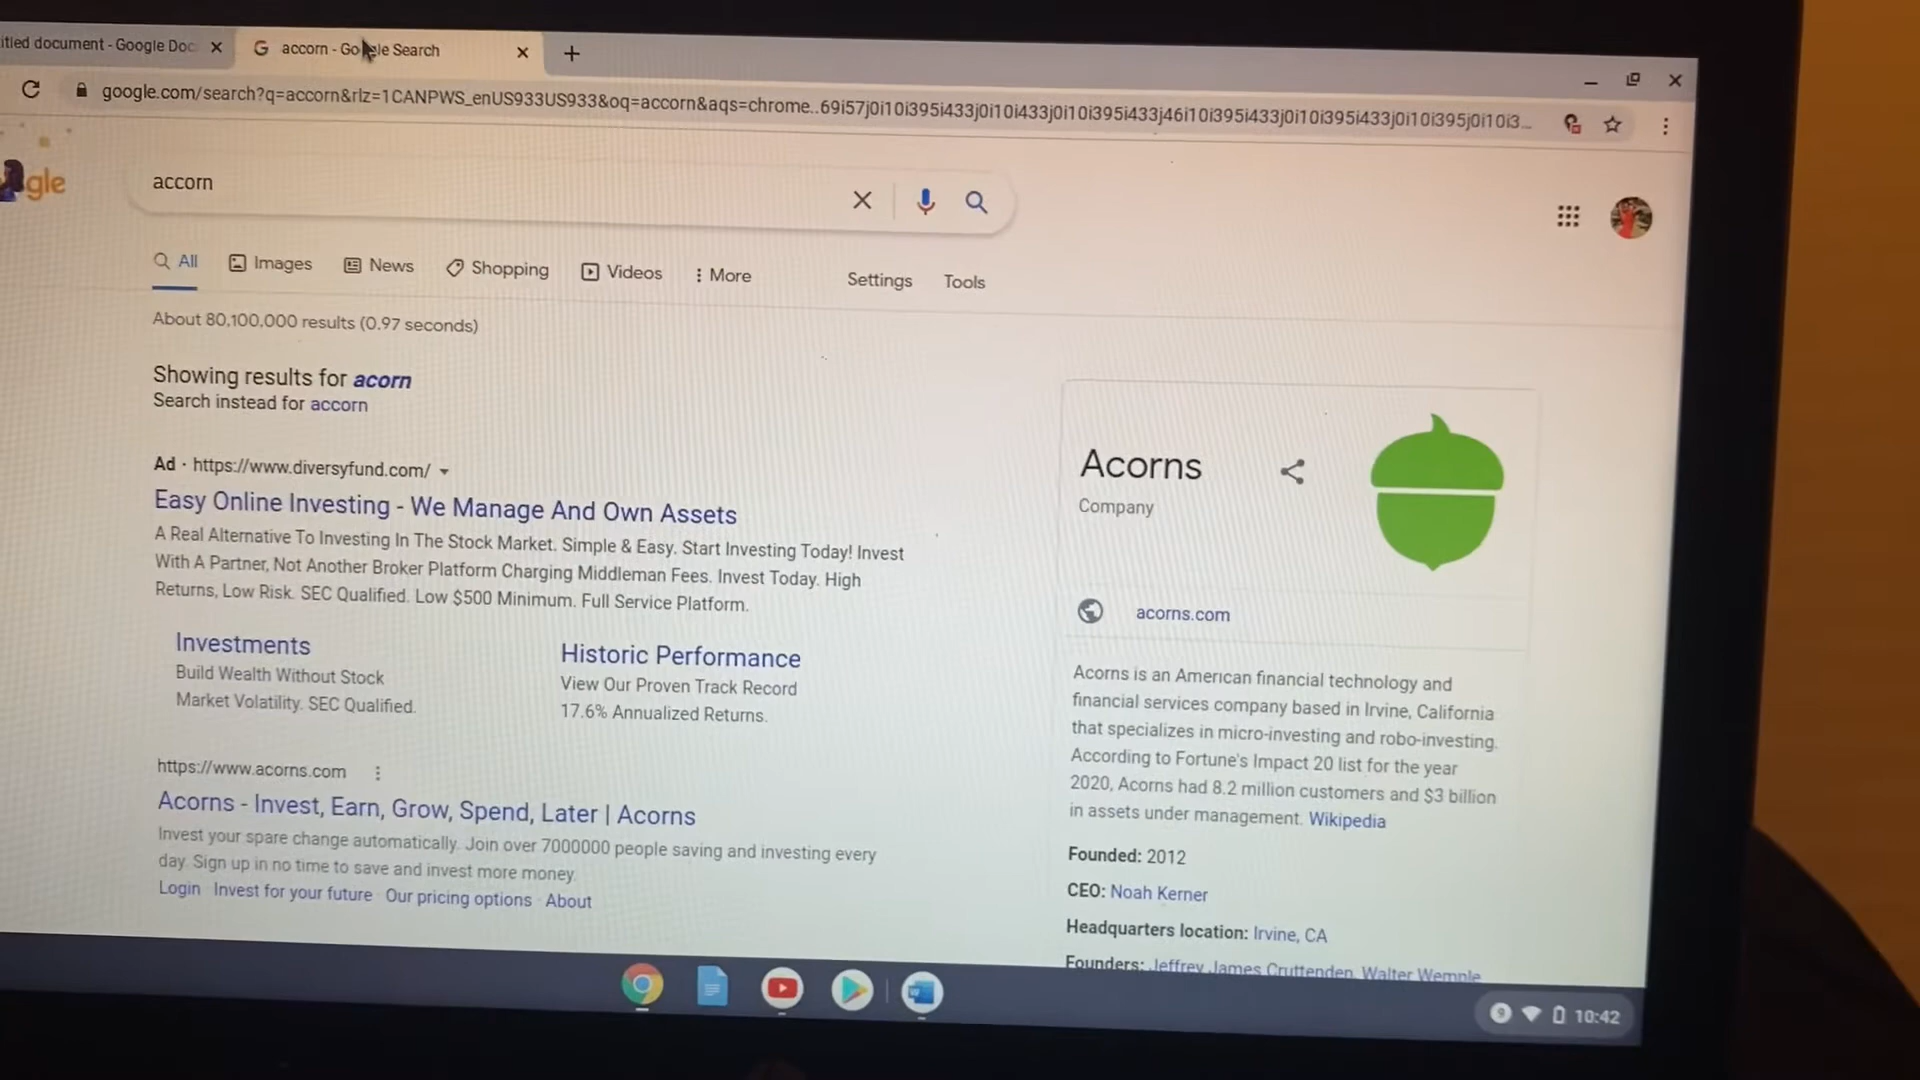 itled document - Google Doc
accorn - Google Search
google.com/search?q=accorn&rlz=1CANPWS_enUS933US933&oq=accorn&aqs=chrome..69i57j0i10i395i433j0i10i433j0i10i395i433j46i10i395i433j0i10i395i433j0i10i395j0i10i3...
gle
accorn
All
Images
News
Shopping
Videos
More
Settings
Tools
About 80,100,000 results (0.97 seconds)
Showing results for acorn
Search instead for accorn
Ad · https://www.diversyfund.com/
Easy Online Investing - We Manage And Own Assets
A Real Alternative To Investing In The Stock Market. Simple & Easy. Start Investing Today! Invest
With A Partner, Not Another Broker Platform Charging Middleman Fees. Invest Today. High
Returns, Low Risk. SEC Qualified. Low $500 Minimum. Full Service Platform.
Investments
Build Wealth Without Stock
Market Volatility. SEC Qualified.
Historic Performance
View Our Proven Track Record
17.6% Annualized Returns.
https://www.acorns.com
Acorns - Invest, Earn, Grow, Spend, Later | Acorns
Invest your spare change automatically. Join over 7000000 people saving and investing every
day. Sign up in no time to save and invest more money.
Login · Invest for your future · Our pricing options · About
Acorns
Company
acorns.com
Acorns is an American financial technology and
financial services company based in Irvine, California
that specializes in micro-investing and robo-investing.
According to Fortune's Impact 20 list for the year
2020, Acorns had 8.2 million customers and $3 billion
in assets under management. Wikipedia
Founded: 2012
CEO: Noah Kerner
Headquarters location: Irvine, CA
Founders: Jeffrey James Cruttenden, Walter Wemple
9
10:42